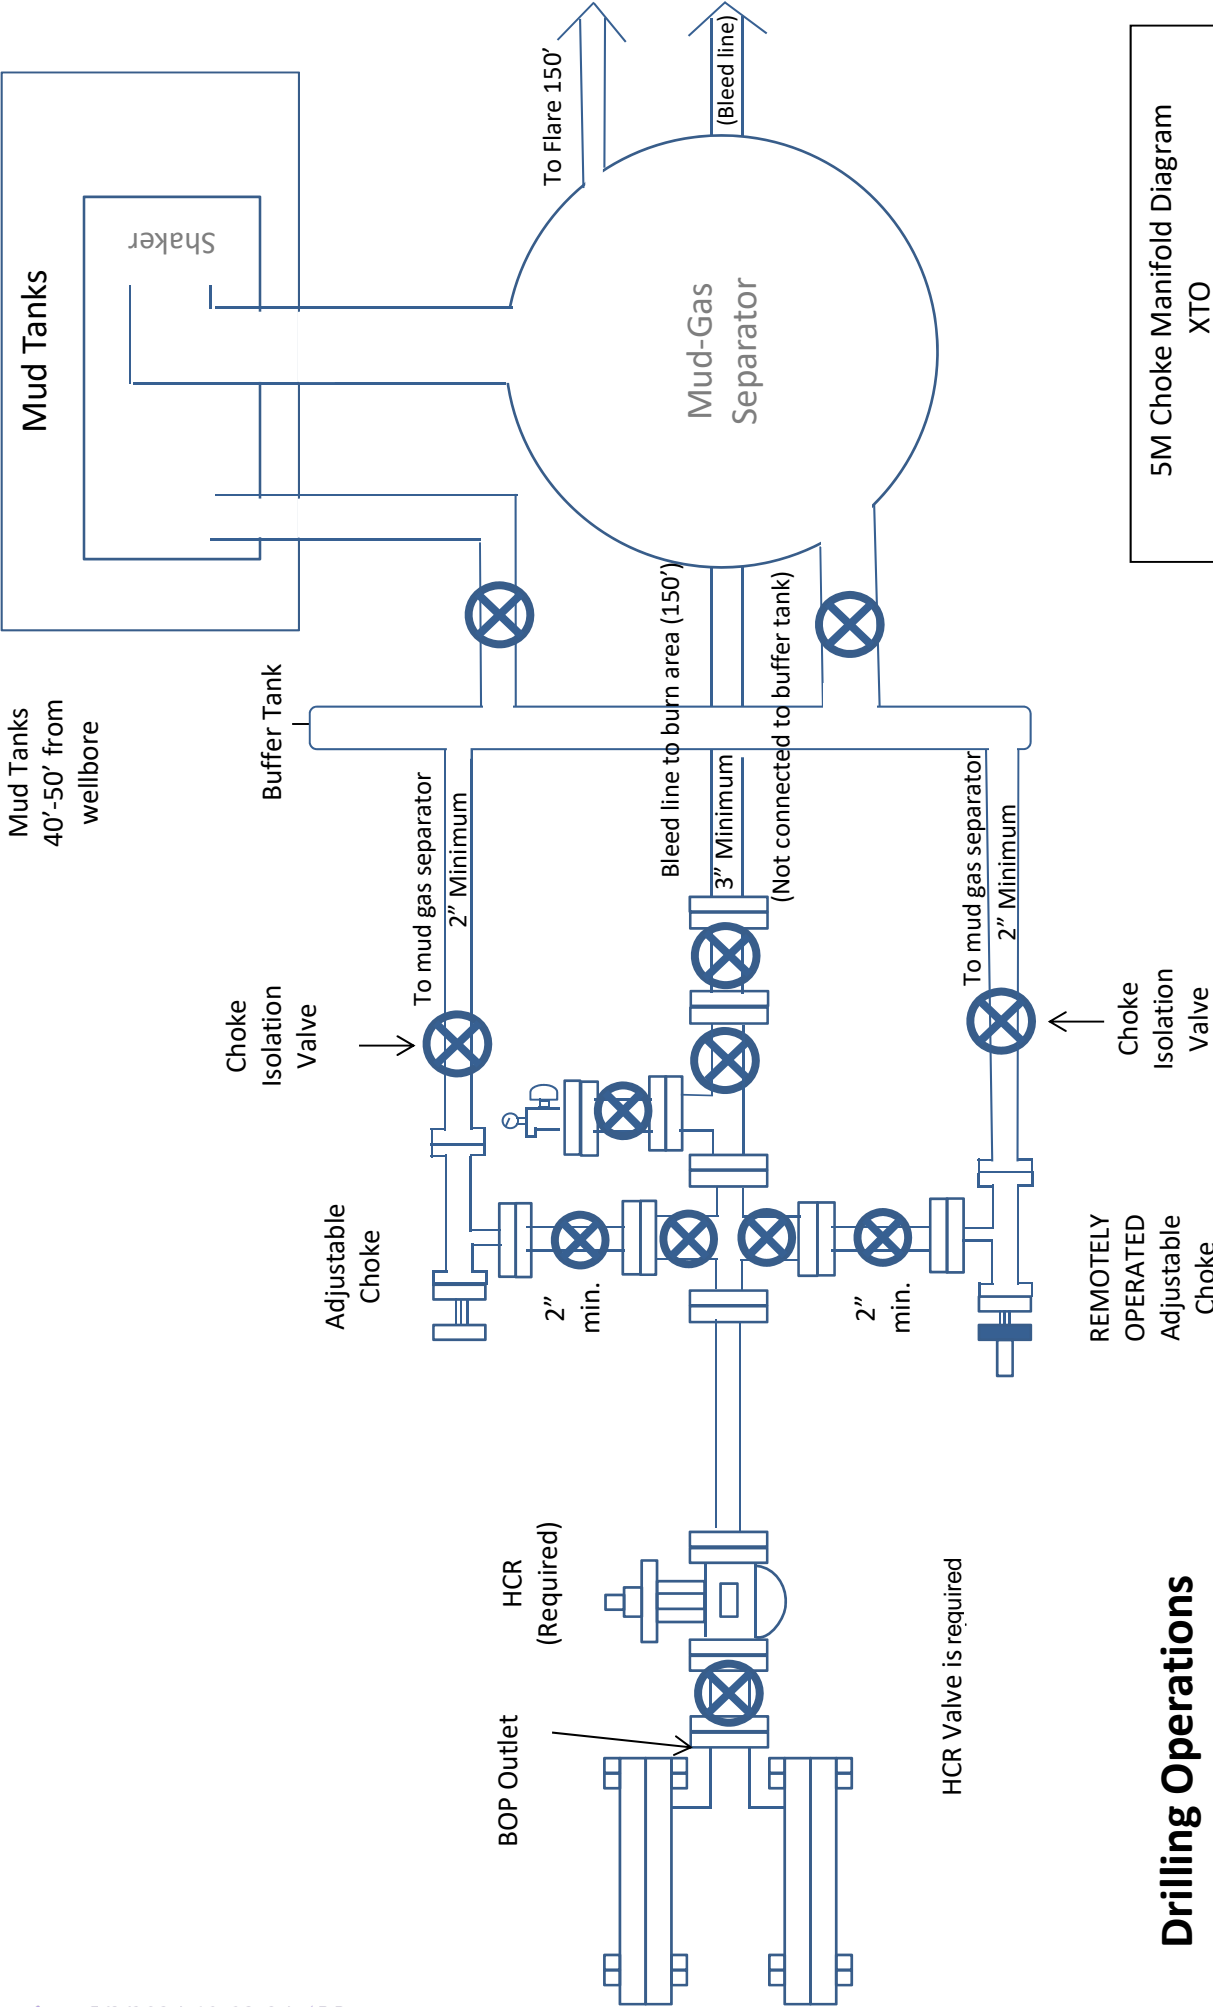 Mud Tanks
40’-50’ from
wellbore
Mud Tanks
Shaker
Buffer Tank
Choke
Isolation
Valve
Adjustable
Choke
To mud gas separator
2” Minimum
To Flare 150’
(Bleed line)
Mud-Gas
Separator
Bleed line to burn area (150’)
3” Minimum
(Not connected to buffer tank)
HCR
(Required)
BOP Outlet
2”
min.
2”
min.
To mud gas separator
2” Minimum
HCR Valve is required
REMOTELY
OPERATED
Adjustable
Choke
Choke
Isolation
Valve
Drilling Operations
5M Choke Manifold Diagram
XTO